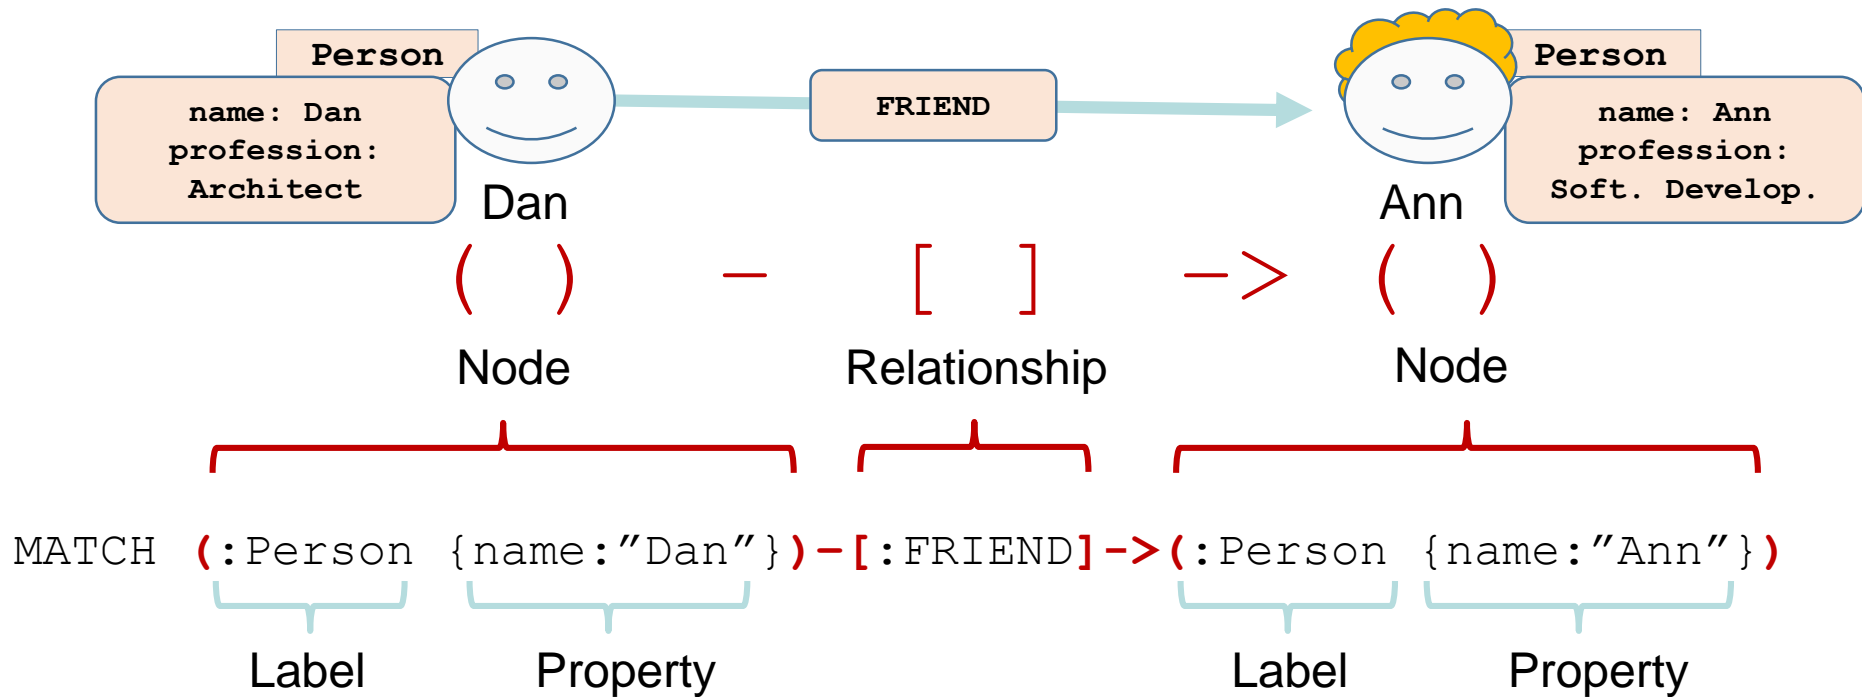 Person
name: Dan
profession:
Architect
FRIEND
Person
name: Ann
profession:
Soft. Develop.
Dan
Ann
( ) - [ ] -> ( )
Node
Relationship
Node
MATCH (:Person {name:”Dan”})-[:FRIEND]->(:Person {name:”Ann”})
Label
Property
Label
Property